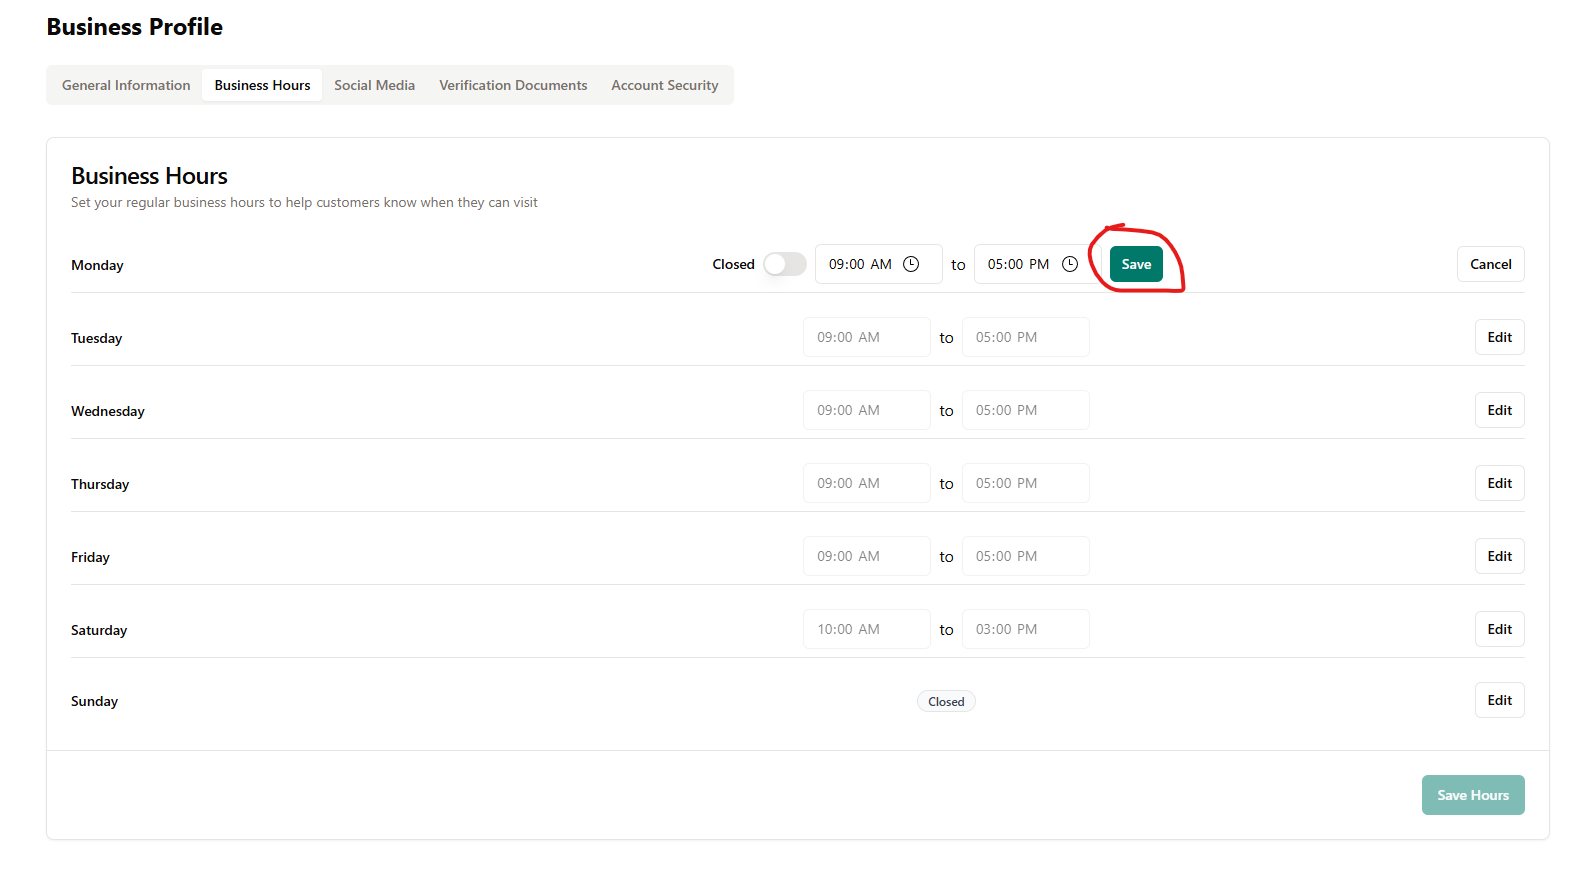 Business Profile
General Information Business Hours Social Media Verification Documents Account Security
Business Hours
Set your regular business hours to help customers know when they can visit
Monday Closed 09:00 AM to 05:00 PM Save Cancel
Tuesday 09:00 AM to 05:00 PM Edit
Wednesday 09:00 AM to 05:00 PM Edit
Thursday 09:00 AM to 05:00 PM Edit
Friday 09:00 AM to 05:00 PM Edit
Saturday 10:00 AM to 03:00 PM Edit
Sunday Closed Edit
Save Hours